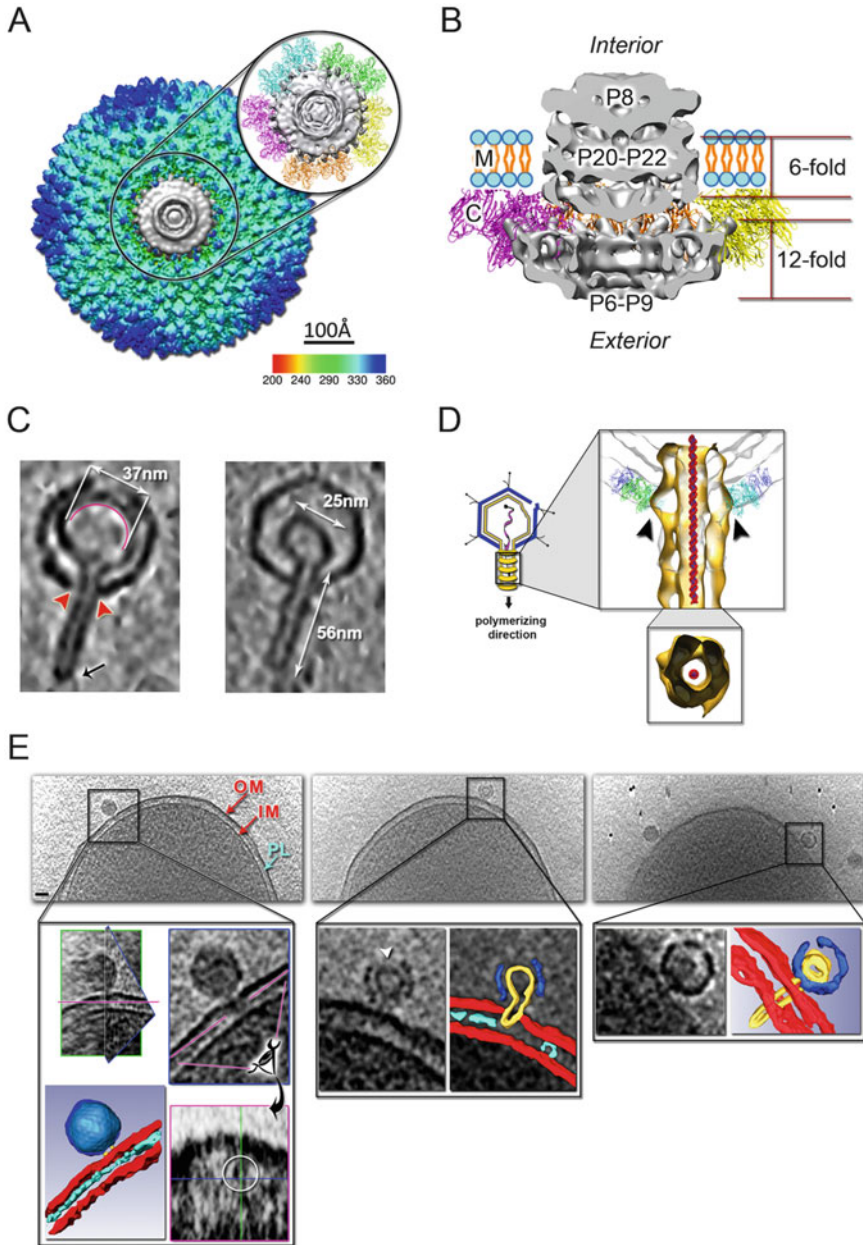 A
100Å
200 240 290 330 360
B
Interior
P8
M
P20-P22
6-fold
C
12-fold
P6-P9
Exterior
C
37nm
25nm
56nm
D
polymerizing
direction
E
OM
IM
PL